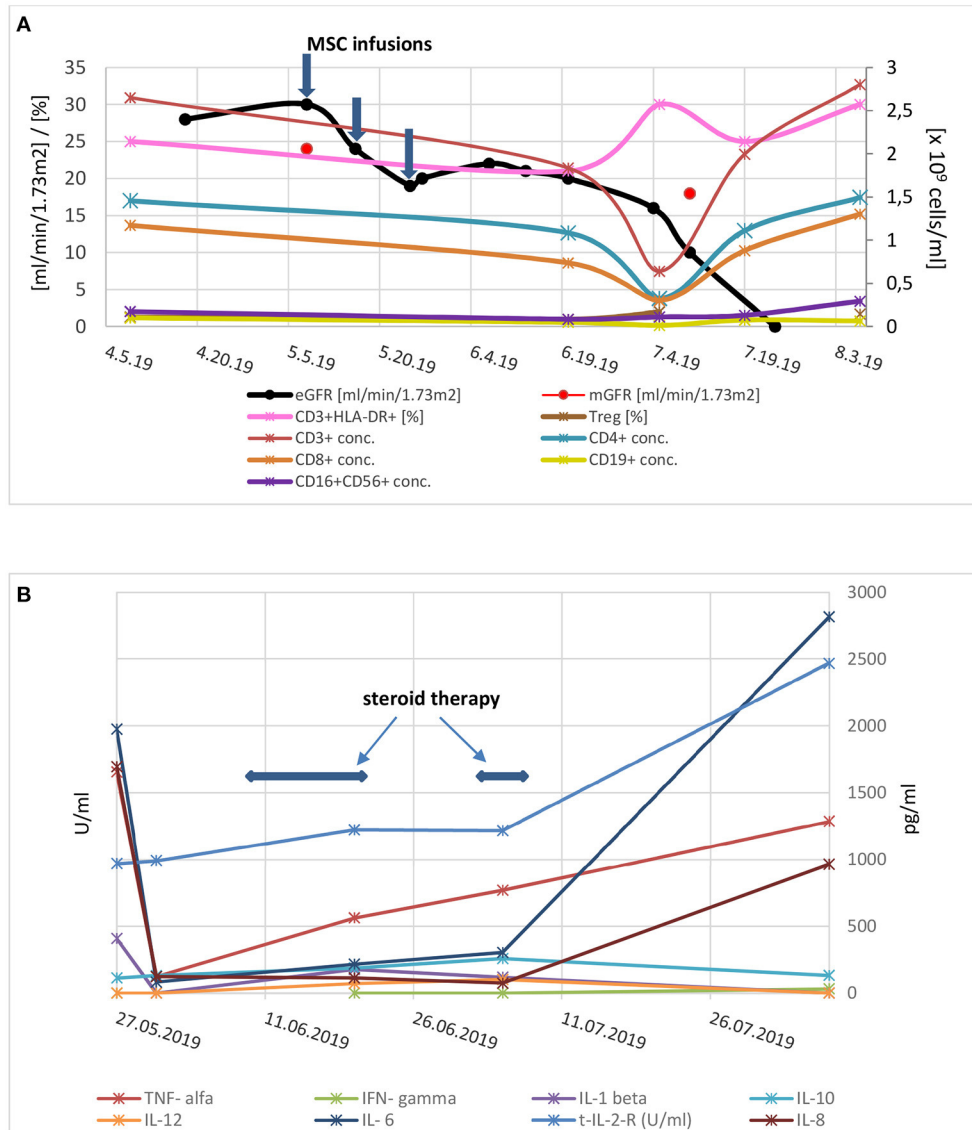 A
MSC infusions
35
30
25
20
15
10
5
0
[ml/min/1.73m2] / [%]
3
2,5
2
1,5
1
0,5
0
[x 10⁹ cells/ml]
4.5.19 4.20.19 5.5.19 5.20.19 6.4.19 6.19.19 7.4.19 7.19.19 8.3.19
eGFR [ml/min/1.73m2] mGFR [ml/min/1.73m2]
CD3+HLA-DR+ [%] Treg [%]
CD3+ conc. CD4+ conc.
CD8+ conc. CD19+ conc.
CD16+CD56+ conc.
B
steroid therapy
U/ml
3000
2500
2000
1500
1000
500
0
pg/ml
27.05.2019 11.06.2019 26.06.2019 11.07.2019 26.07.2019
TNF- alfa IFN- gamma IL-1 beta IL-10
IL-12 IL- 6 t-IL-2-R (U/ml) IL-8